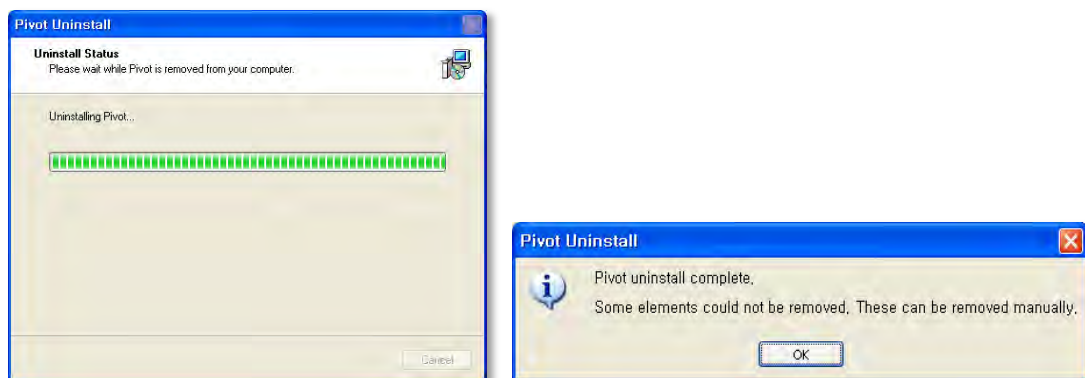 Pivot Uninstall
Uninstall Status
Please wait while Pivot is removed from your computer.
Uninstalling Pivot...
Cancel
Pivot Uninstall
Pivot uninstall complete,
Some elements could not be removed, These can be removed manually,
OK